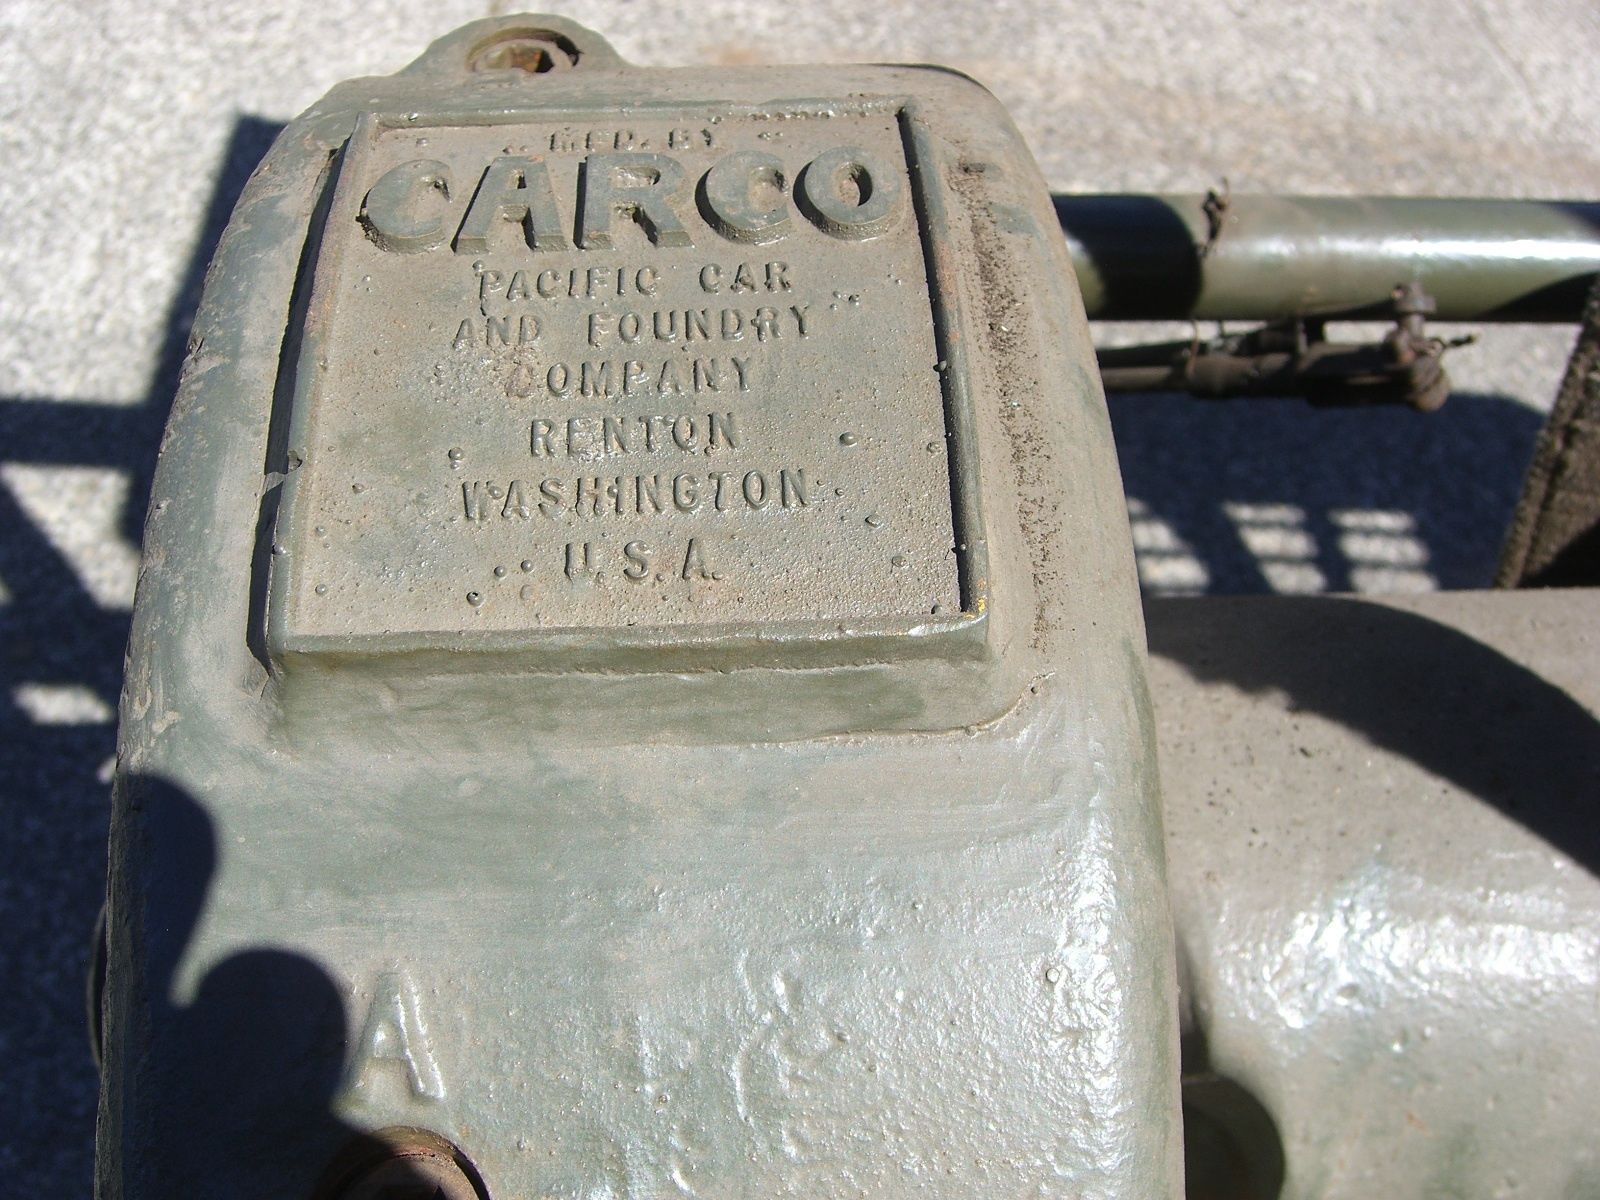 MFD. BY
CARCO
PACIFIC CAR
AND FOUNDRY
COMPANY
RENTON
WASHINGTON
U.S.A.
A